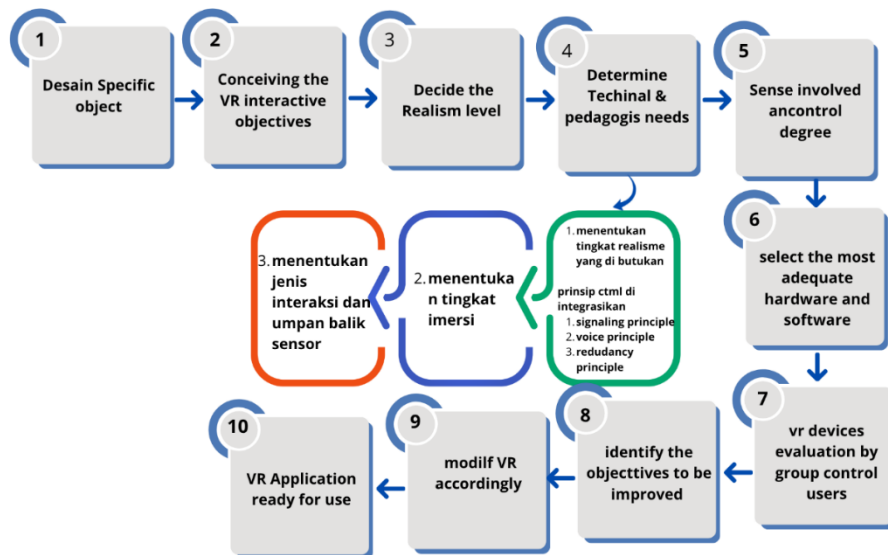 1
Desain Specific
object
2
Conceiving the
VR interactive
objectives
3
Decide the
Realism level
4
Determine
Techinal &
pedagogis needs
5
Sense involved
ancontrol
degree
6
select the most
adequate
hardware and
software
3. menentukan
jenis
interaksi dan
umpan balik
sensor
2. menentuka
n tingkat
imersi
1. menentukan
tingkat realisme
yang di butukan
prinsip ctml di
integrasikan
1. signaling principle
2. voice principle
3. redudancy
principle
10
VR Application
ready for use
9
modilf VR
accordingly
8
identify the
objecttives to be
improved
7
vr devices
evaluation by
group control
users